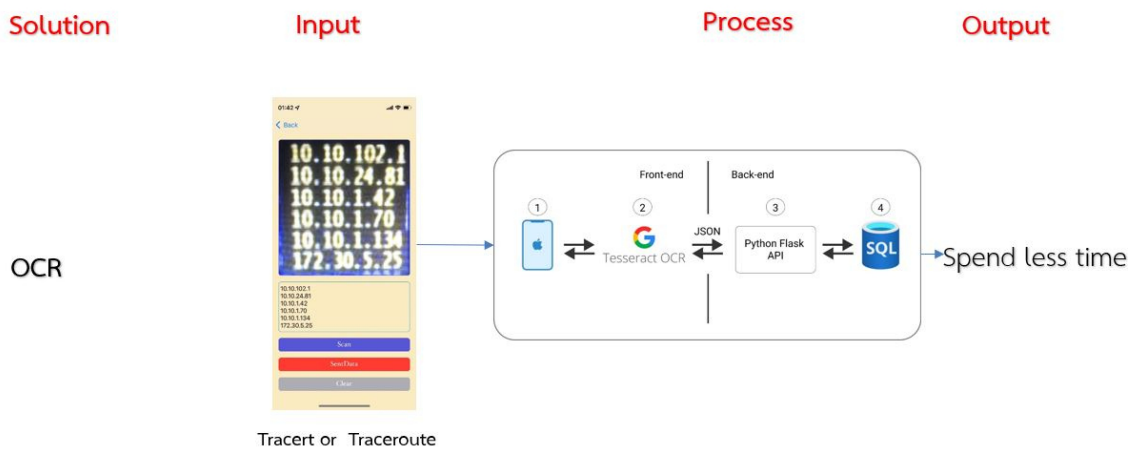 Solution
Input
Process
Output
01:42
Back
10.10.102.1
10.10.24.81
10.10.1.42
10.10.1.70
10.10.1.134
172.30.5.25
10.10.102.1
10.10.24.81
10.10.1.42
10.10.1.70
10.10.1.134
172.30.5.25
Scan
SendData
Clear
Tracert or Traceroute
OCR
Front-end
Back-end
1
2
3
4
G
Tesseract OCR
JSON
Python Flask
API
SQL
Spend less time